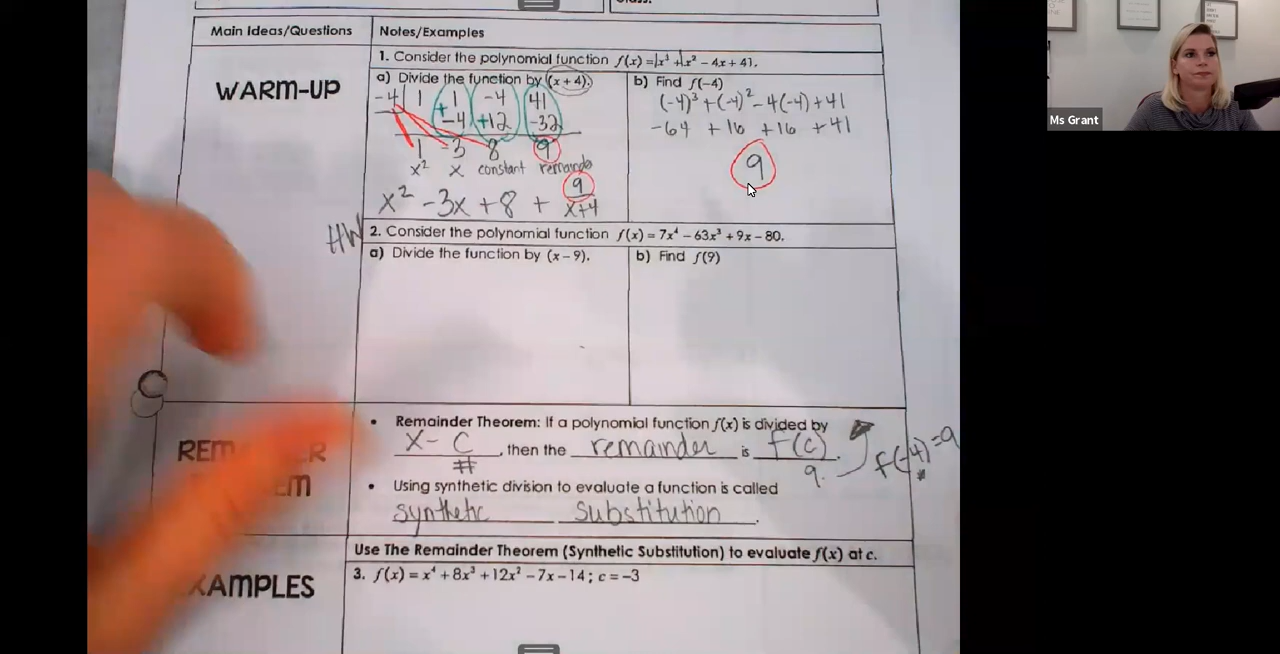 Main Ideas/Questions
Notes/Examples
WARM-UP
1. Consider the polynomial function f(x) = x³ + x² − 4x + 41.
a) Divide the function by (x + 4).
-4 1 1 -4 41
+ -4 +12 -32
1 -3 8 9
x² x constant remainder
x² -3x +8 + 9/x+4
b) Find f(−4)
(-4)³ +(-4)² -4(-4) +41
-64 +16 +16 +41
9
HW
2. Consider the polynomial function f(x) = 7x⁴ − 63x³ + 9x − 80.
a) Divide the function by (x − 9).
b) Find f(9)
• Remainder Theorem: If a polynomial function f(x) is divided by
x - c, then the remainder is f(c).
# 9. f(-4)=9
• Using synthetic division to evaluate a function is called
synthetic substitution.
Use The Remainder Theorem (Synthetic Substitution) to evaluate f(x) at c.
3. f(x) = x⁴ + 8x³ + 12x² − 7x − 14; c = −3
Ms Grant